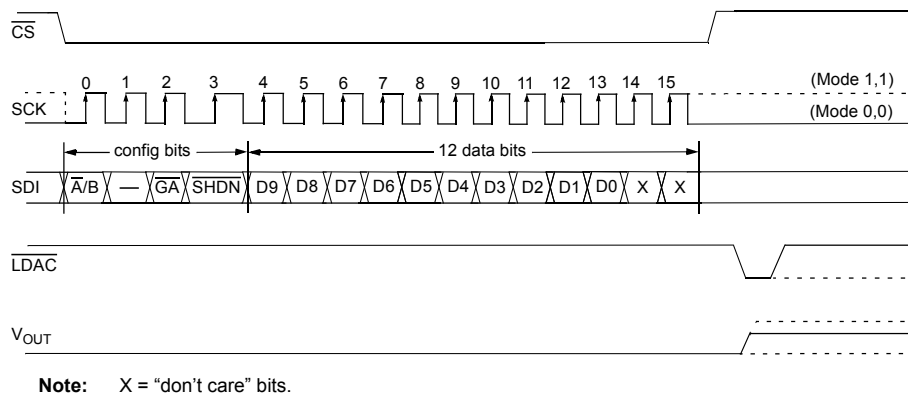 CS
0 1 2 3 4 5 6 7 8 9 10 11 12 13 14 15 (Mode 1,1)
SCK (Mode 0,0)
config bits 12 data bits
SDI A/B — GA SHDN D9 D8 D7 D6 D5 D4 D3 D2 D1 D0 X X
LDAC
VOUT
Note: X = “don’t care” bits.